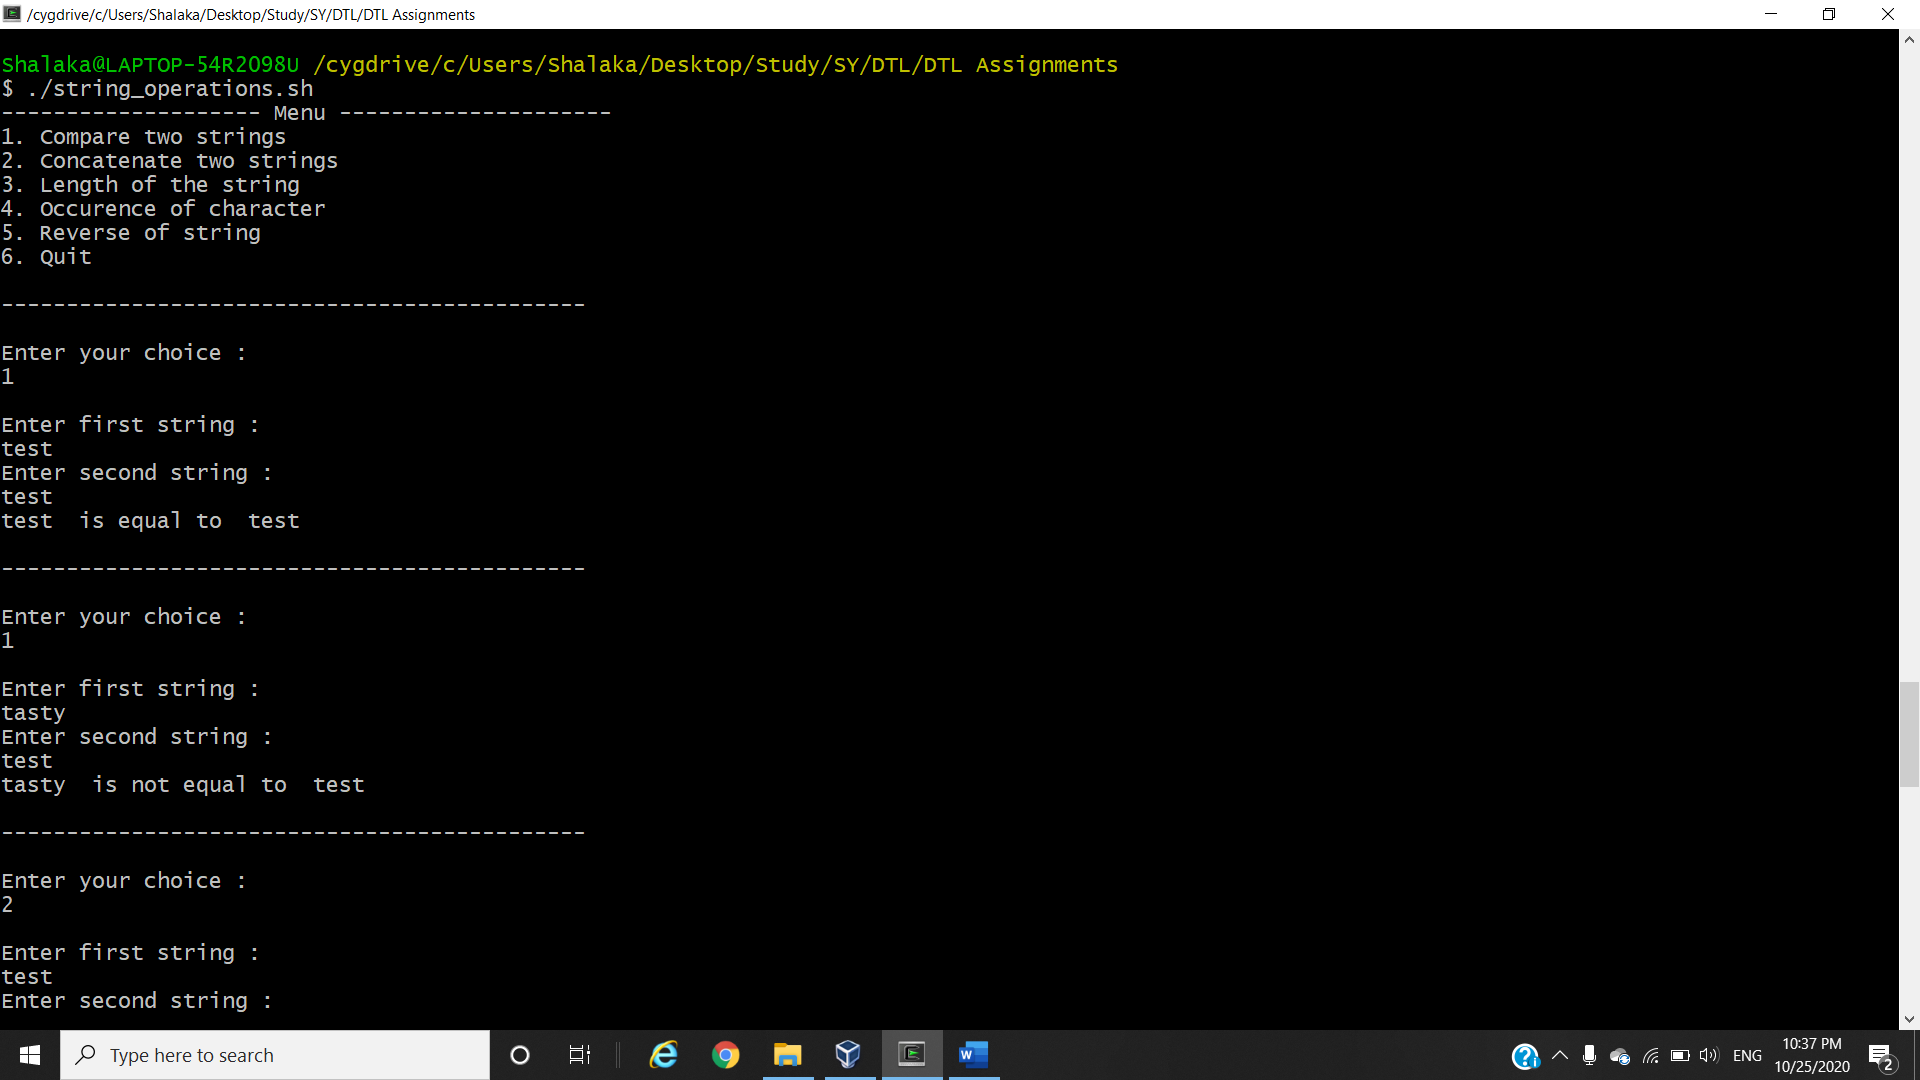 /cygdrive/c/Users/Shalaka/Desktop/Study/SY/DTL/DTL Assignments
Shalaka@LAPTOP-54R2O98U /cygdrive/c/Users/Shalaka/Desktop/Study/SY/DTL/DTL Assignments
$ ./string_operations.sh
-------------------- Menu ---------------------
1. Compare two strings
2. Concatenate two strings
3. Length of the string
4. Occurence of character
5. Reverse of string
6. Quit
---------------------------------------------
Enter your choice :
1
Enter first string :
test
Enter second string :
test
test  is equal to  test
---------------------------------------------
Enter your choice :
1
Enter first string :
tasty
Enter second string :
test
tasty  is not equal to  test
---------------------------------------------
Enter your choice :
2
Enter first string :
test
Enter second string :
Type here to search
ENG
10:37 PM
10/25/2020
2